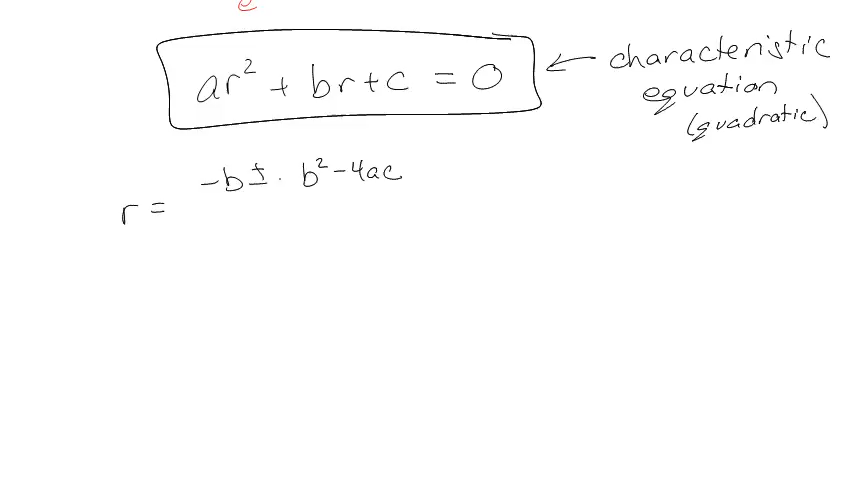 e
ar² + br + c = 0 ← characteristic
equation
(quadratic)
-b ± · b² - 4ac
r =